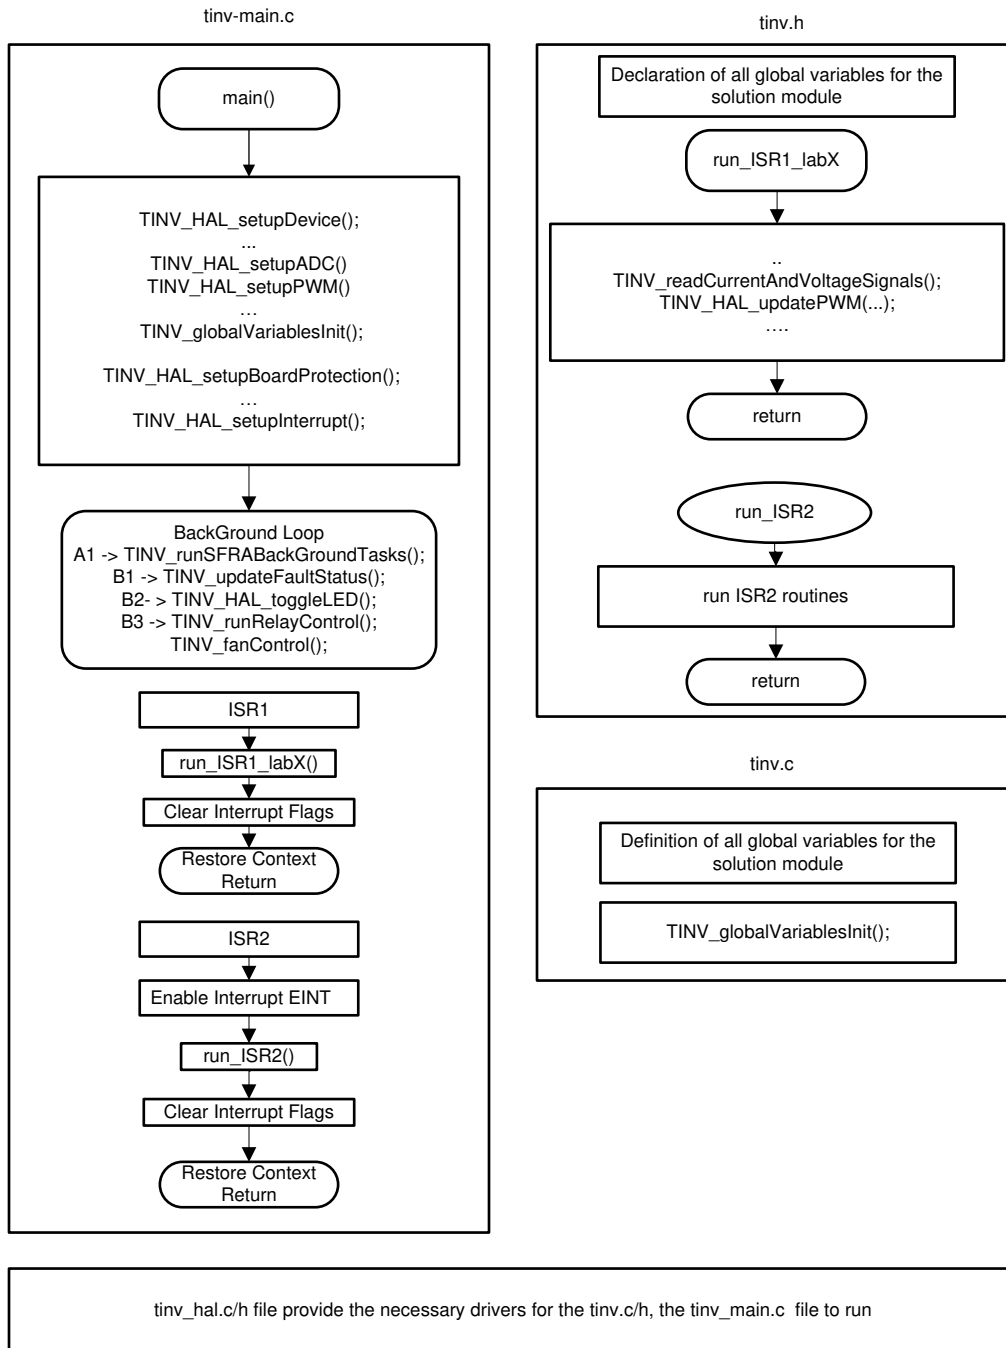 tinv-main.c
main()
TINV_HAL_setupDevice();
...
TINV_HAL_setupADC()
TINV_HAL_setupPWM()
…
TINV_globalVariablesInit();
TINV_HAL_setupBoardProtection();
…
TINV_HAL_setupInterrupt();
BackGround Loop
A1 -> TINV_runSFRABackGroundTasks();
B1 -> TINV_updateFaultStatus();
B2- > TINV_HAL_toggleLED();
B3 -> TINV_runRelayControl();
TINV_fanControl();
ISR1
run_ISR1_labX()
Clear Interrupt Flags
Restore Context
Return
ISR2
Enable Interrupt EINT
run_ISR2()
Clear Interrupt Flags
Restore Context
Return
tinv.h
Declaration of all global variables for the
solution module
run_ISR1_labX
..
TINV_readCurrentAndVoltageSignals();
TINV_HAL_updatePWM(...);
….
return
run_ISR2
run ISR2 routines
return
tinv.c
Definition of all global variables for the
solution module
TINV_globalVariablesInit();
tinv_hal.c/h file provide the necessary drivers for the tinv.c/h, the tinv_main.c file to run